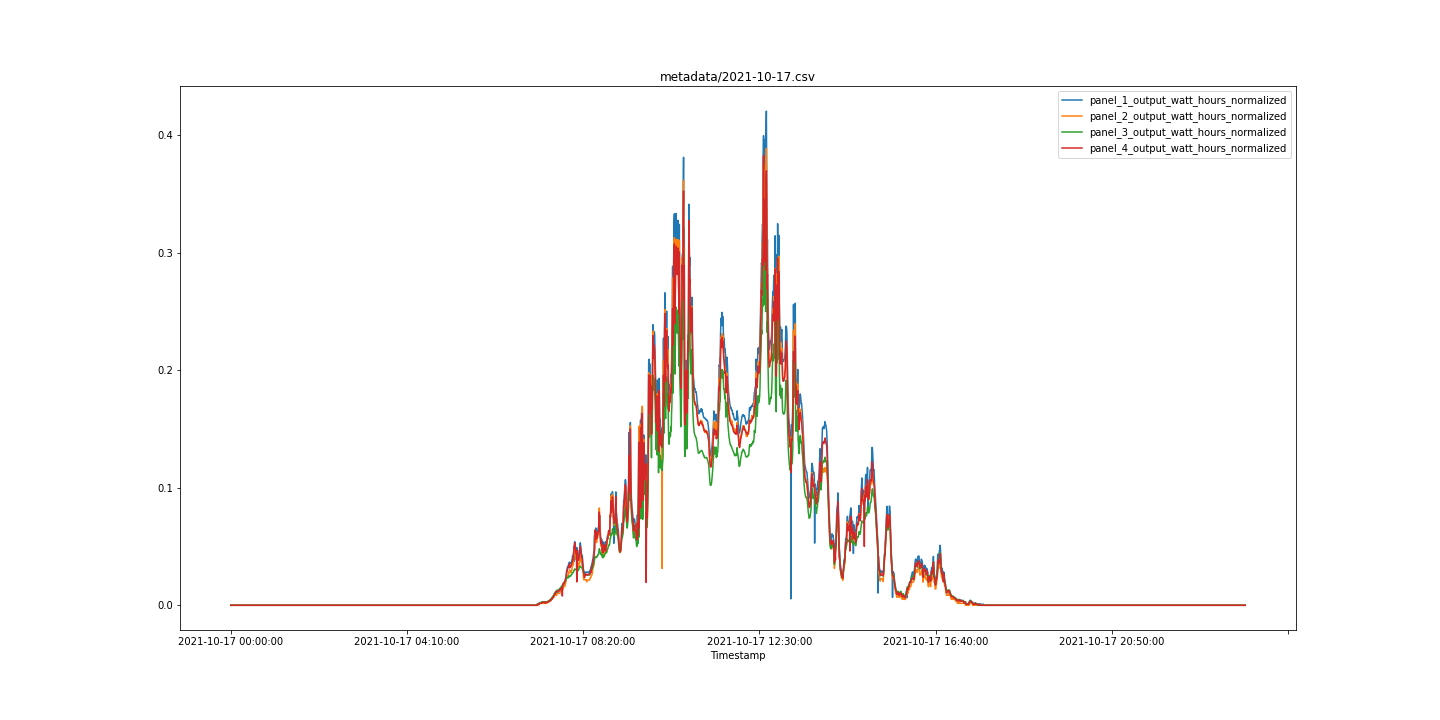 metadata/2021-10-17.csv
panel_1_output_watt_hours_normalized
panel_2_output_watt_hours_normalized
panel_3_output_watt_hours_normalized
panel_4_output_watt_hours_normalized
0.4
0.3
0.2
0.1
0.0
2021-10-17 00:00:00 2021-10-17 04:10:00 2021-10-17 08:20:00 2021-10-17 12:30:00 2021-10-17 16:40:00 2021-10-17 20:50:00
Timestamp